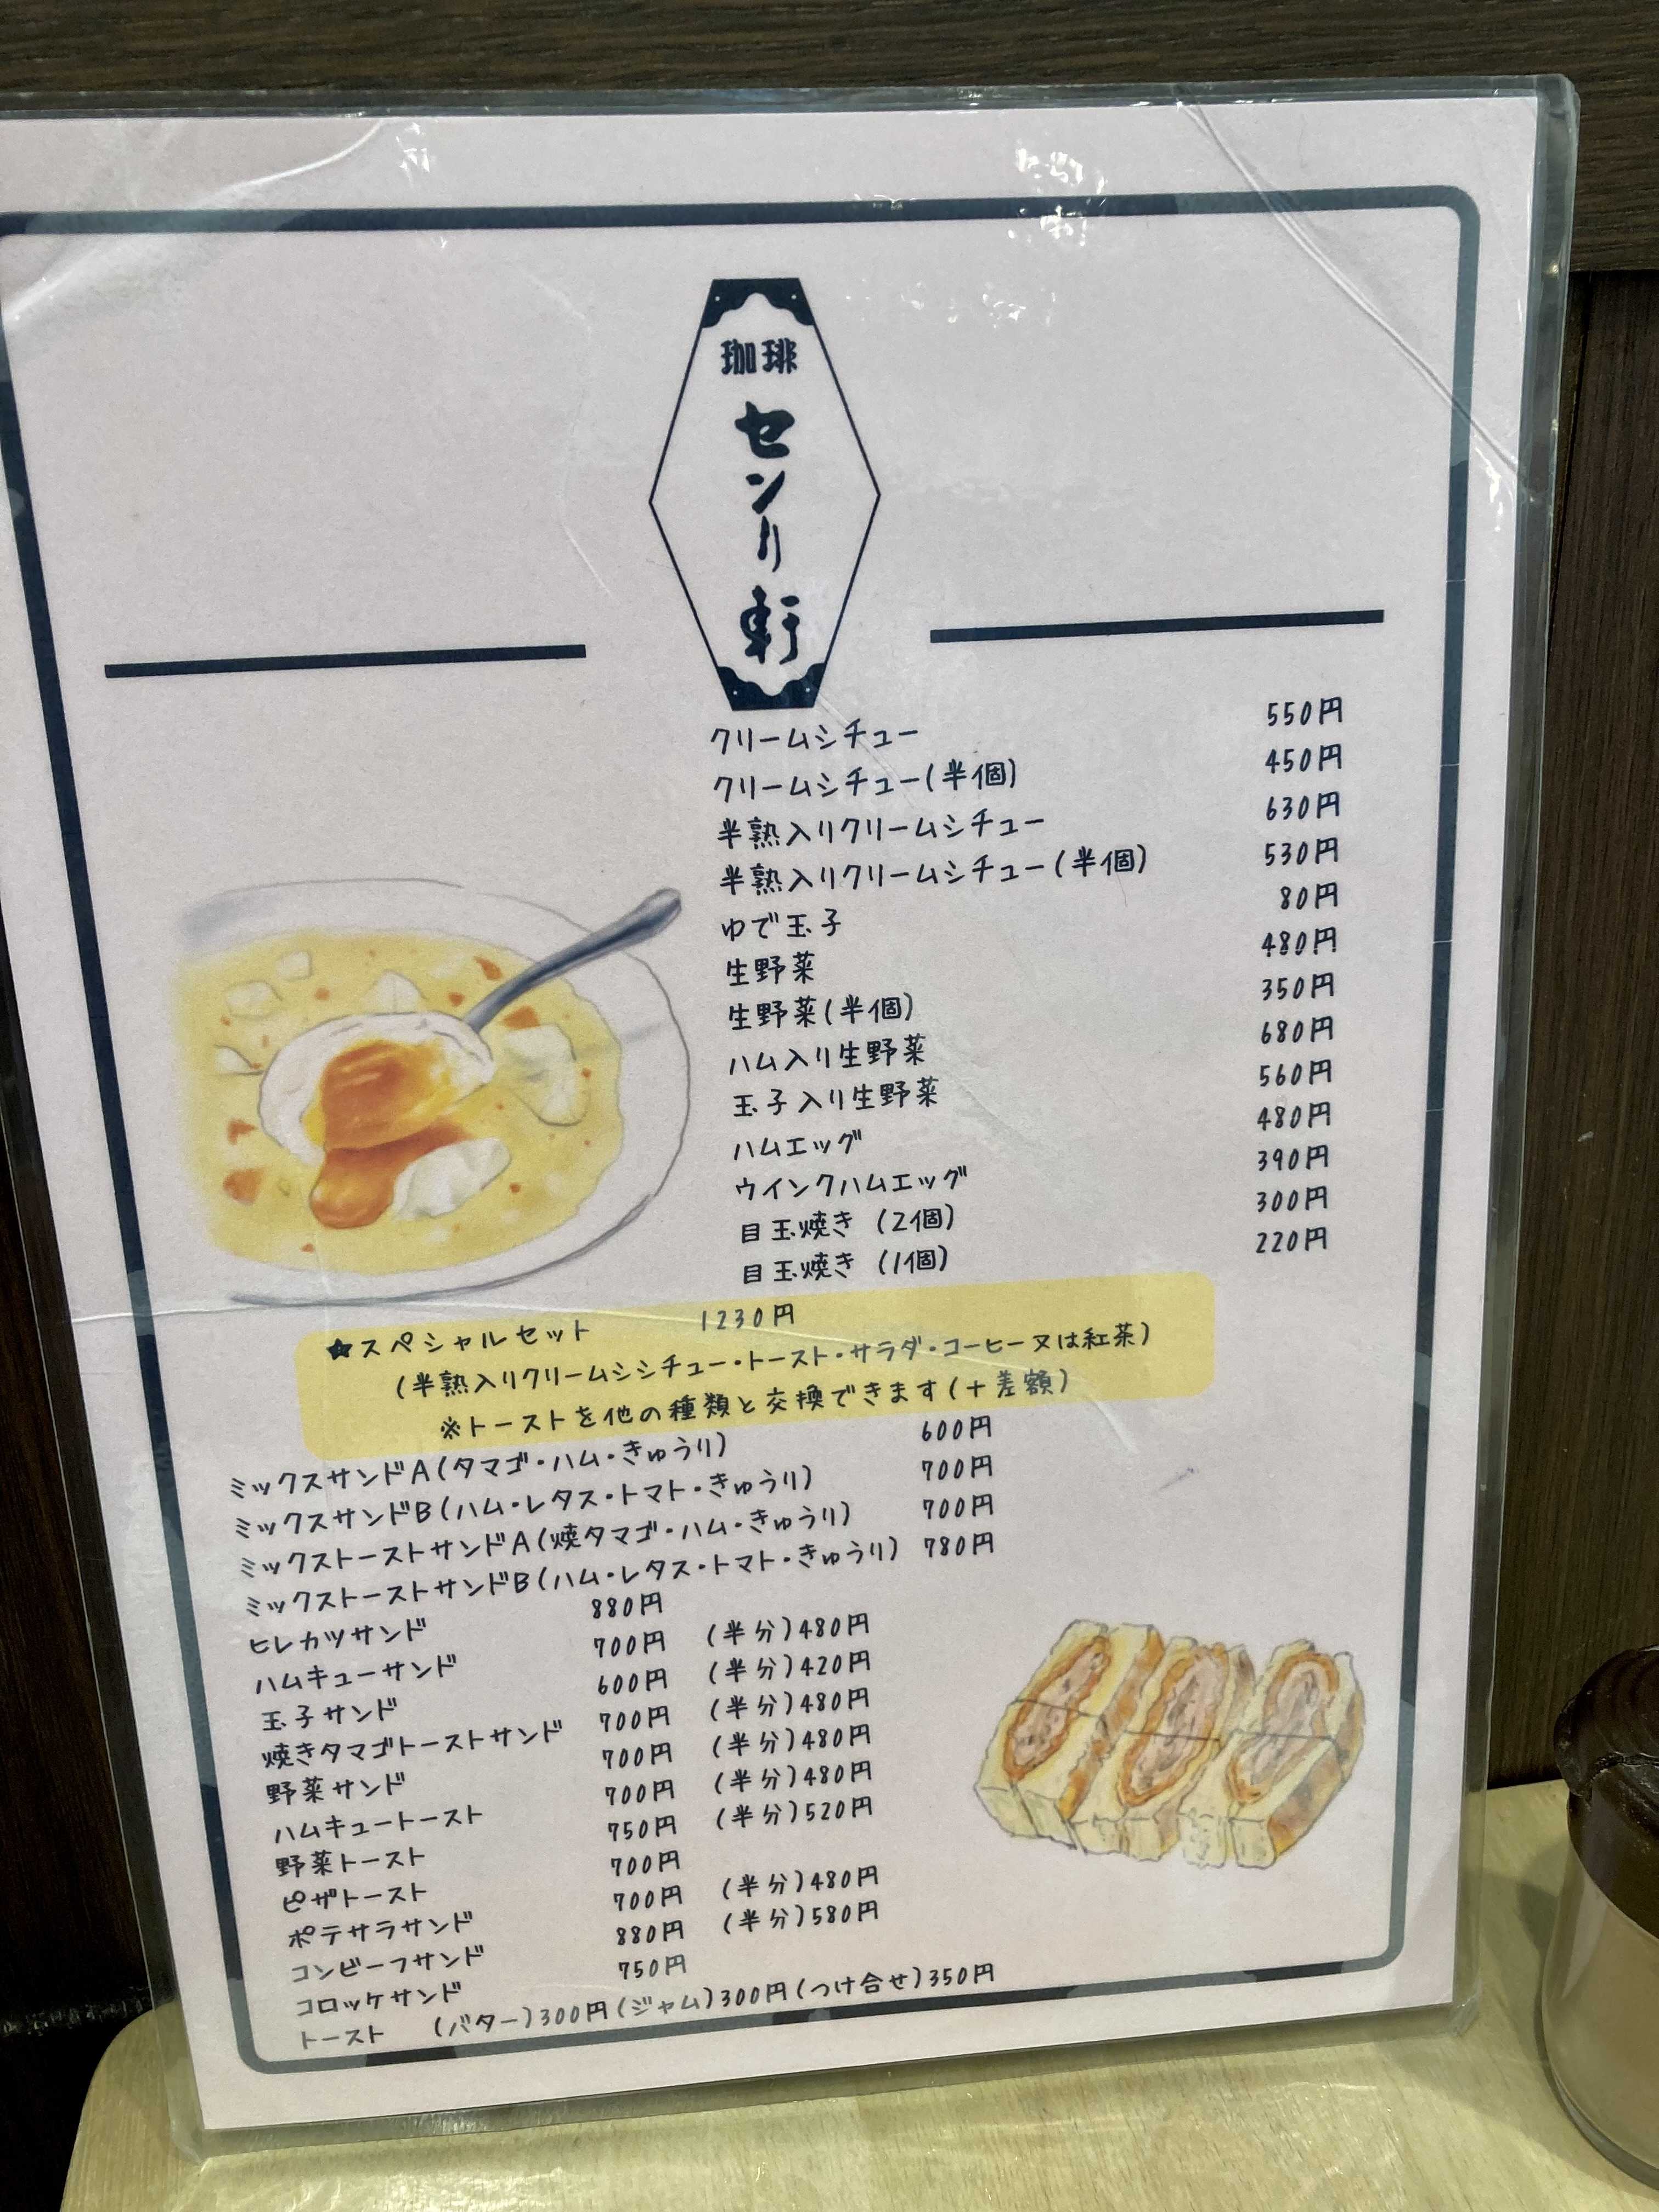 珈琲
センリ軒
クリームシチュー 550円
クリームシチュー(半個) 450円
半熟入りクリームシチュー 630円
半熟入りクリームシチュー(半個) 530円
ゆで玉子 80円
生野菜 480円
生野菜(半個) 350円
ハム入り生野菜 680円
玉子入り生野菜 560円
ハムエッグ 480円
ウインクハムエッグ 390円
目玉焼き (2個) 300円
目玉焼き (1個) 220円
★スペシャルセット 1230円
(半熟入りクリームシシチュー・トースト・サラダ・コーヒー又は紅茶)
※トーストを他の種類と交換できます(+差額)
ミックスサンドA(タマゴ・ハム・きゅうり) 600円
ミックスサンドB(ハム・レタス・トマト・きゅうり) 700円
ミックストーストサンドA(焼タマゴ・ハム・きゅうり) 700円
ミックストーストサンドB(ハム・レタス・トマト・きゅうり) 780円
ヒレカツサンド 880円
ハムキューサンド 700円 (半分)480円
玉子サンド 600円 (半分)420円
焼きタマゴトーストサンド 700円 (半分)480円
野菜サンド 700円 (半分)480円
ハムキュートースト 700円 (半分)480円
野菜トースト 750円 (半分)520円
ピザトースト 700円
ポテサラサンド 700円 (半分)480円
コンビーフサンド 880円 (半分)580円
コロッケサンド 750円
トースト (バター)300円(ジャム)300円(つけ合せ)350円